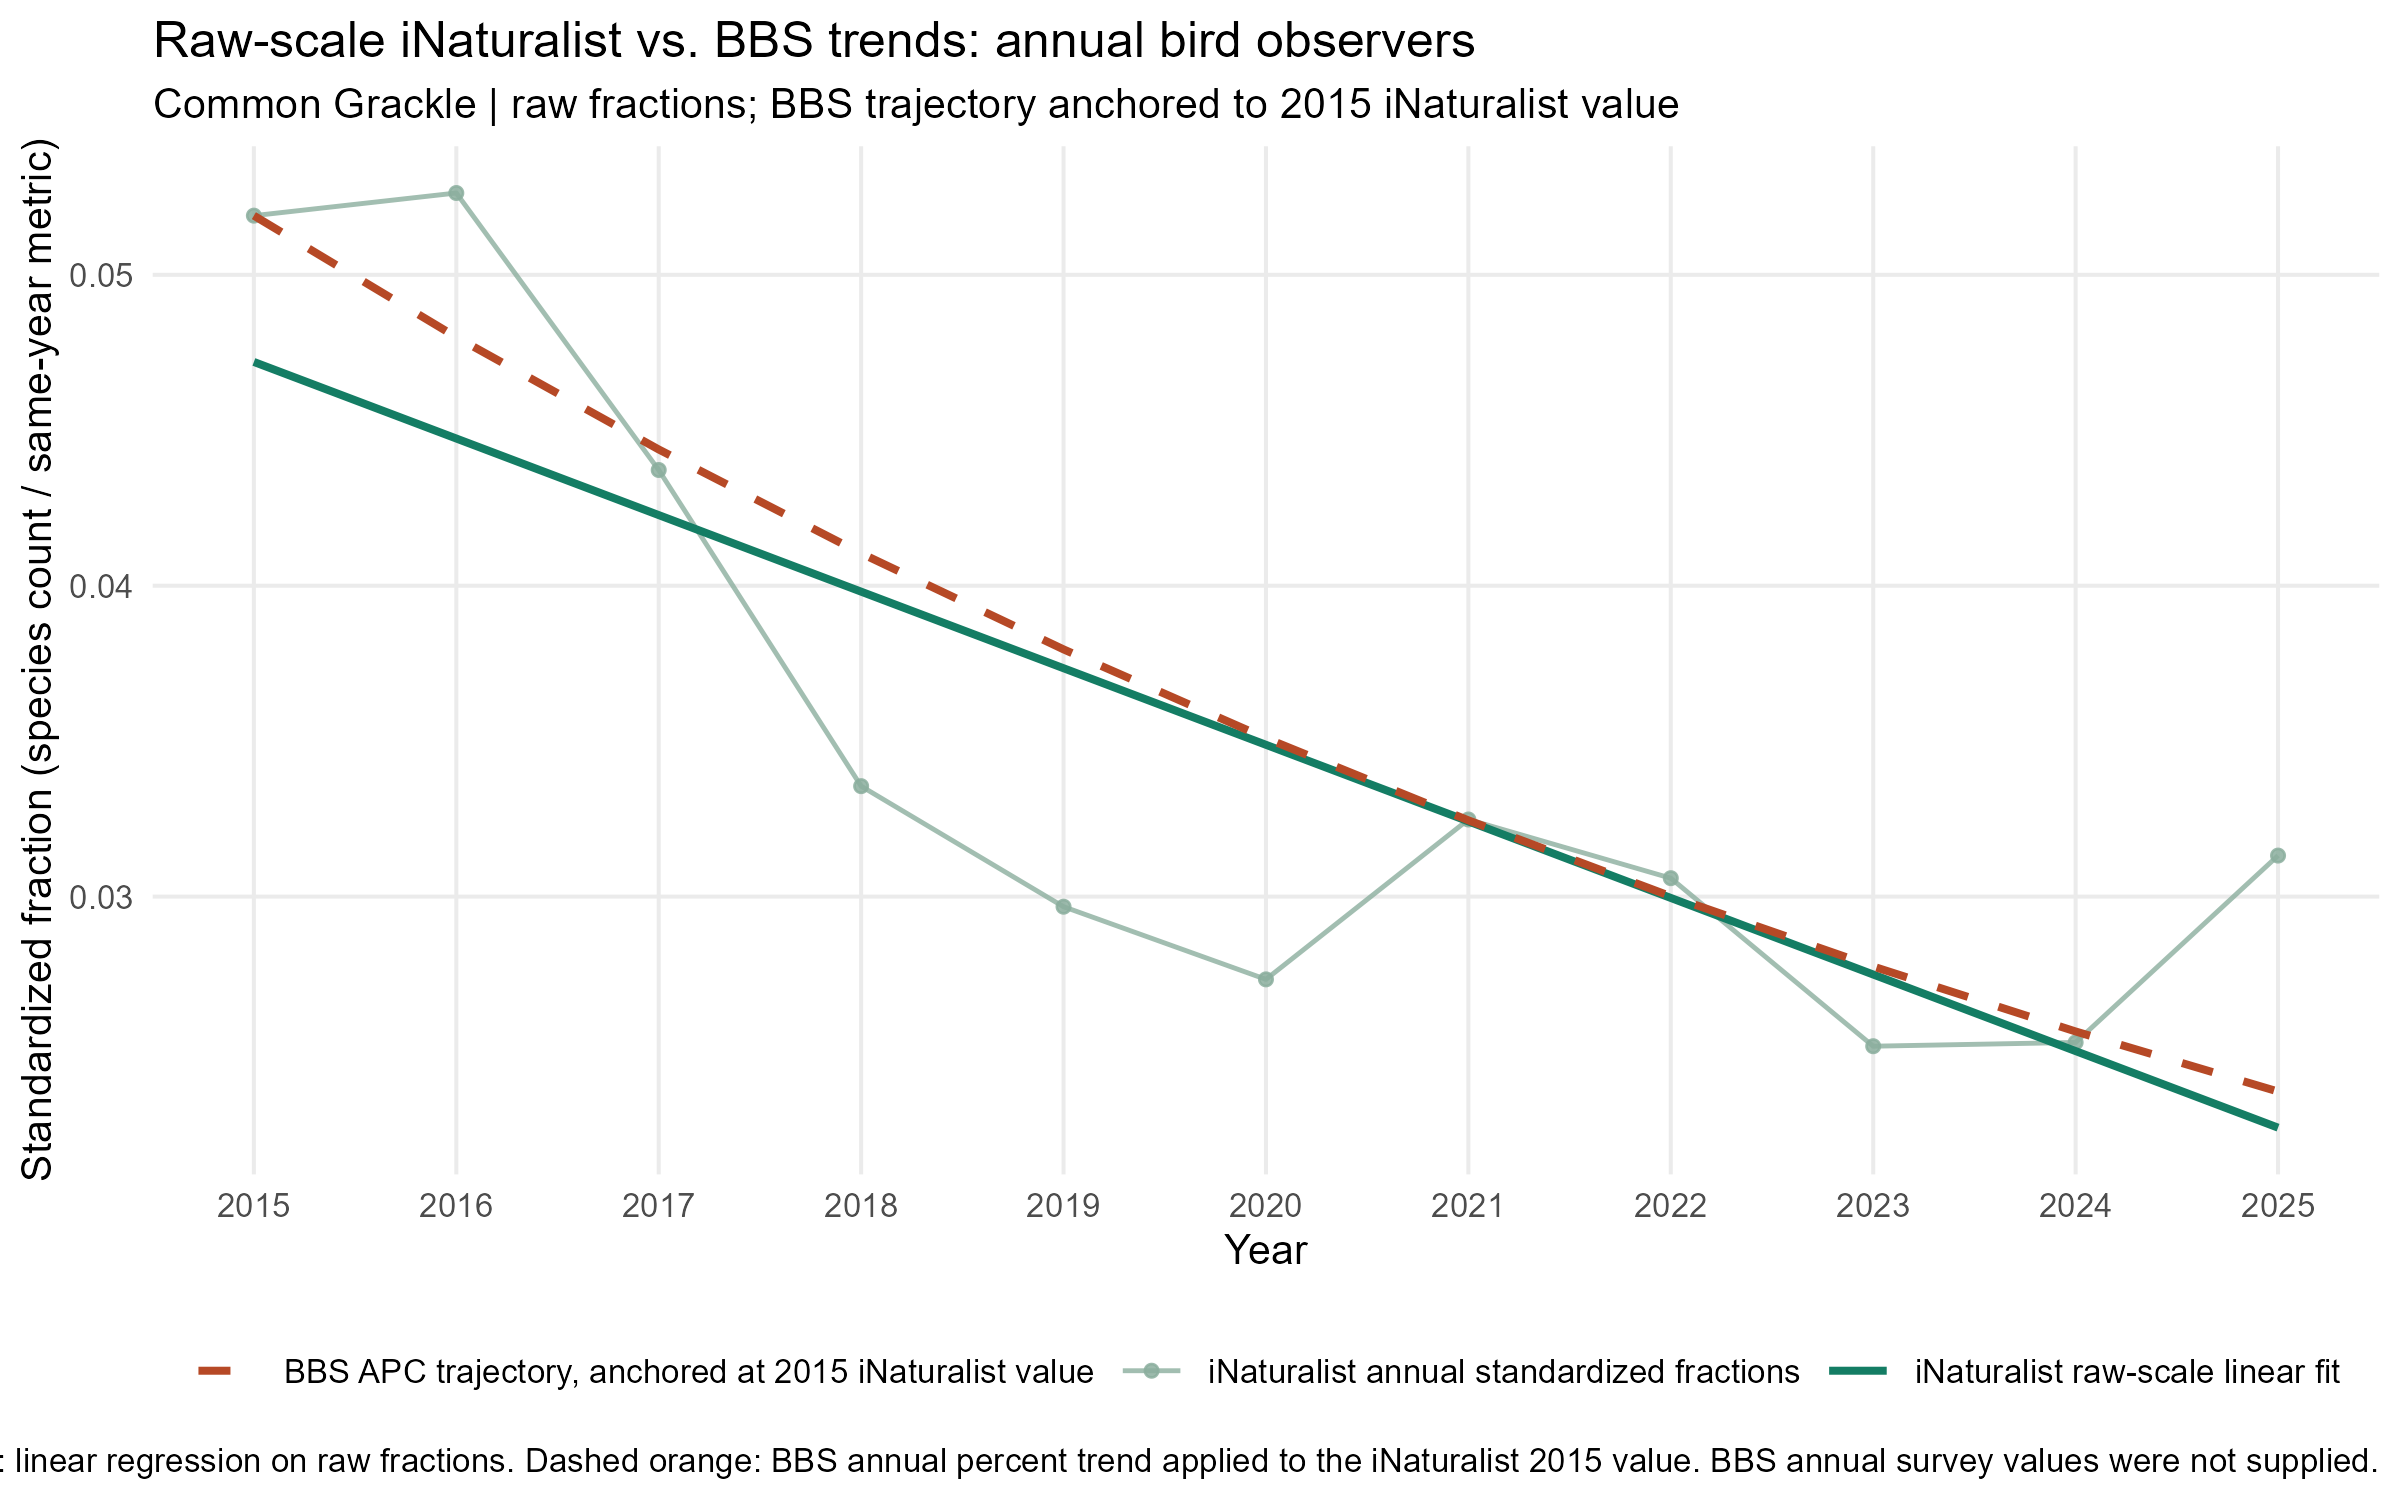 Raw-scale iNaturalist vs. BBS trends: annual bird observers
Common Grackle | raw fractions; BBS trajectory anchored to 2015 iNaturalist value
Standardized fraction (species count / same-year metric)
0.05
0.04
0.03
2015 2016 2017 2018 2019 2020 2021 2022 2023 2024 2025
Year
BBS APC trajectory, anchored at 2015 iNaturalist value iNaturalist annual standardized fractions iNaturalist raw-scale linear fit
: linear regression on raw fractions. Dashed orange: BBS annual percent trend applied to the iNaturalist 2015 value. BBS annual survey values were not supplied.